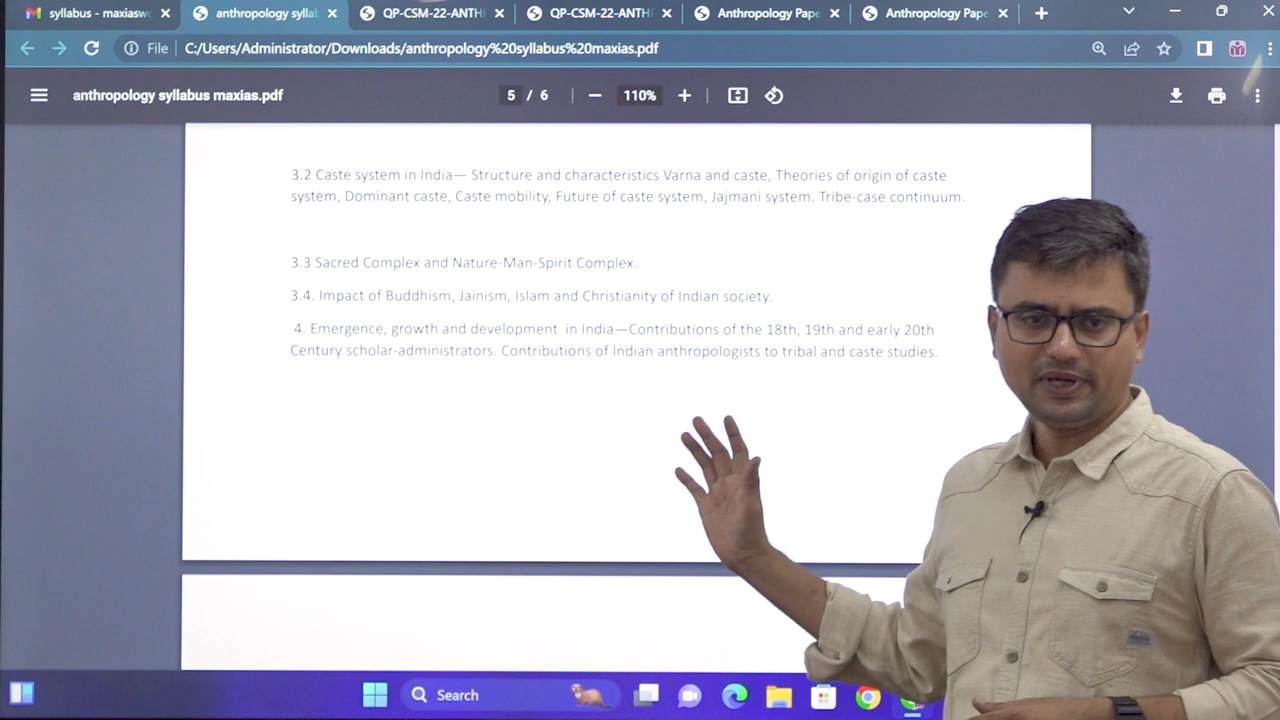 syllabus - maxiasw
anthropology syllab
QP-CSM-22-ANTH
QP-CSM-22-ANTH
Anthropology Pape
Anthropology Pape
File
C:/Users/Administrator/Downloads/anthropology%20syllabus%20maxias.pdf
anthropology syllabus maxias.pdf
5 / 6
110%
3.2 Caste system in India— Structure and characteristics Varna and caste, Theories of origin of caste
system, Dominant caste, Caste mobility, Future of caste system, Jajmani system. Tribe-case continuum.
3.3 Sacred Complex and Nature-Man-Spirit Complex.
3.4. Impact of Buddhism, Jainism, Islam and Christianity of Indian society.
4. Emergence, growth and development in India—Contributions of the 18th, 19th and early 20th
Century scholar-administrators. Contributions of Indian anthropologists to tribal and caste studies.
Search